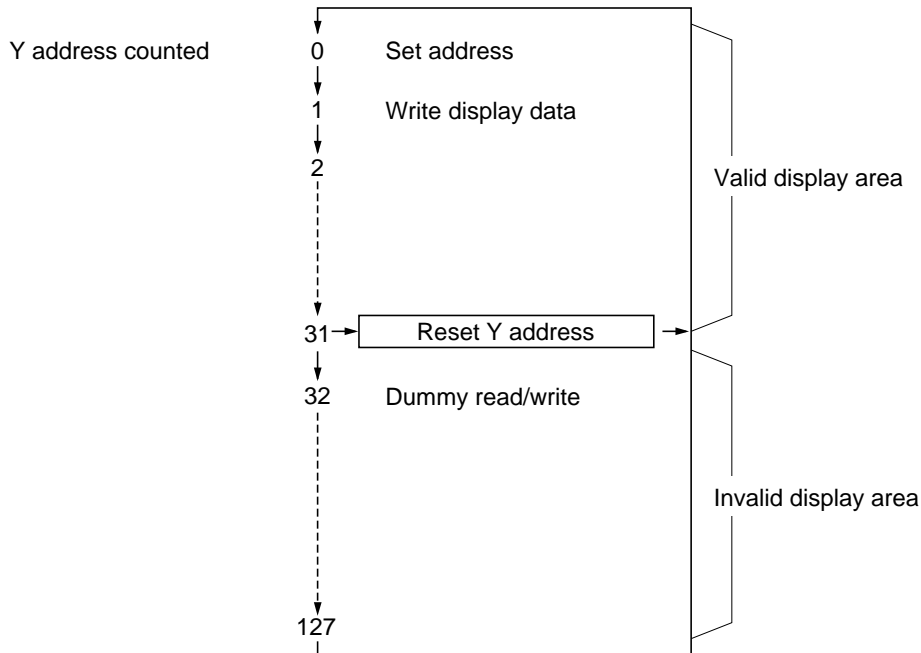 Y address counted 0 Set address
1 Write display data
2
Valid display area
31 Reset Y address
32 Dummy read/write
Invalid display area
127